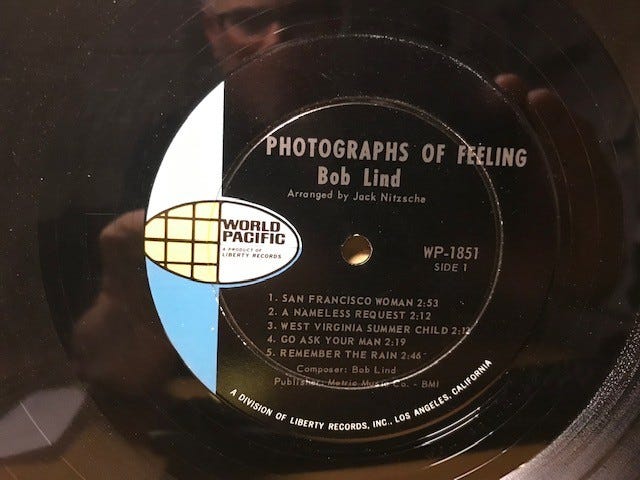 PHOTOGRAPHS OF FEELING
Bob Lind
Arranged by Jack Nitzsche
WORLD
PACIFIC
A PRODUCT OF
LIBERTY RECORDS
WP-1851
SIDE 1
1. SAN FRANCISCO WOMAN 2:53
2. A NAMELESS REQUEST 2:12
3. WEST VIRGINIA SUMMER CHILD 2:12
4. GO ASK YOUR MAN 2:19
5. REMEMBER THE RAIN 2:46
Composer: Bob Lind
Publisher: Metric Music Co. - BMI
A DIVISION OF LIBERTY RECORDS, INC., LOS ANGELES, CALIFORNIA